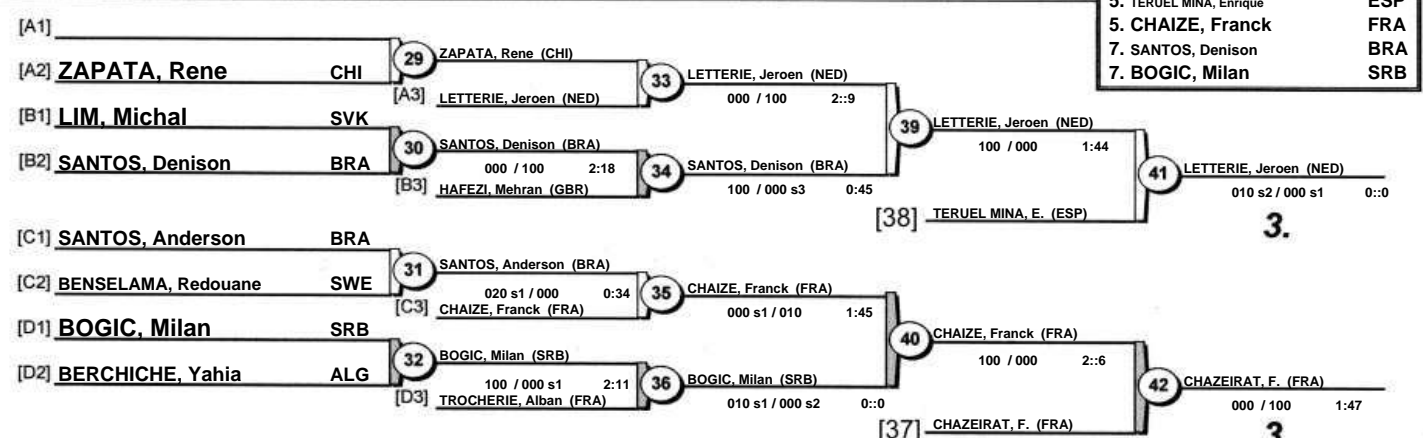 5. TERUEL MINA, Enrique ESP
5. CHAIZE, Franck FRA
7. SANTOS, Denison BRA
7. BOGIC, Milan SRB
[A1]
29 ZAPATA, Rene (CHI)
[A2] ZAPATA, Rene CHI
33 LETTERIE, Jeroen (NED)
[A3] LETTERIE, Jeroen (NED)
000 / 100 2::9
[B1] LIM, Michal SVK
39 LETTERIE, Jeroen (NED)
30 SANTOS, Denison (BRA)
100 / 000 1:44
[B2] SANTOS, Denison BRA
000 / 100 2:18
34 SANTOS, Denison (BRA)
41 LETTERIE, Jeroen (NED)
[B3] HAFEZI, Mehran (GBR)
100 / 000 s3 0:45
010 s2 / 000 s1 0::0
[38] TERUEL MINA, E. (ESP)
3.
[C1] SANTOS, Anderson BRA
31 SANTOS, Anderson (BRA)
[C2] BENSELAMA, Redouane SWE
020 s1 / 000 0:34
35 CHAIZE, Franck (FRA)
[C3] CHAIZE, Franck (FRA)
000 s1 / 010 1:45
[D1] BOGIC, Milan SRB
40 CHAIZE, Franck (FRA)
32 BOGIC, Milan (SRB)
100 / 000 2::6
[D2] BERCHICHE, Yahia ALG
100 / 000 s1 2:11
36 BOGIC, Milan (SRB)
42 CHAZEIRAT, F. (FRA)
[D3] TROCHERIE, Alban (FRA)
010 s1 / 000 s2 0::0
000 / 100 1:47
[37] CHAZEIRAT, F. (FRA)
3